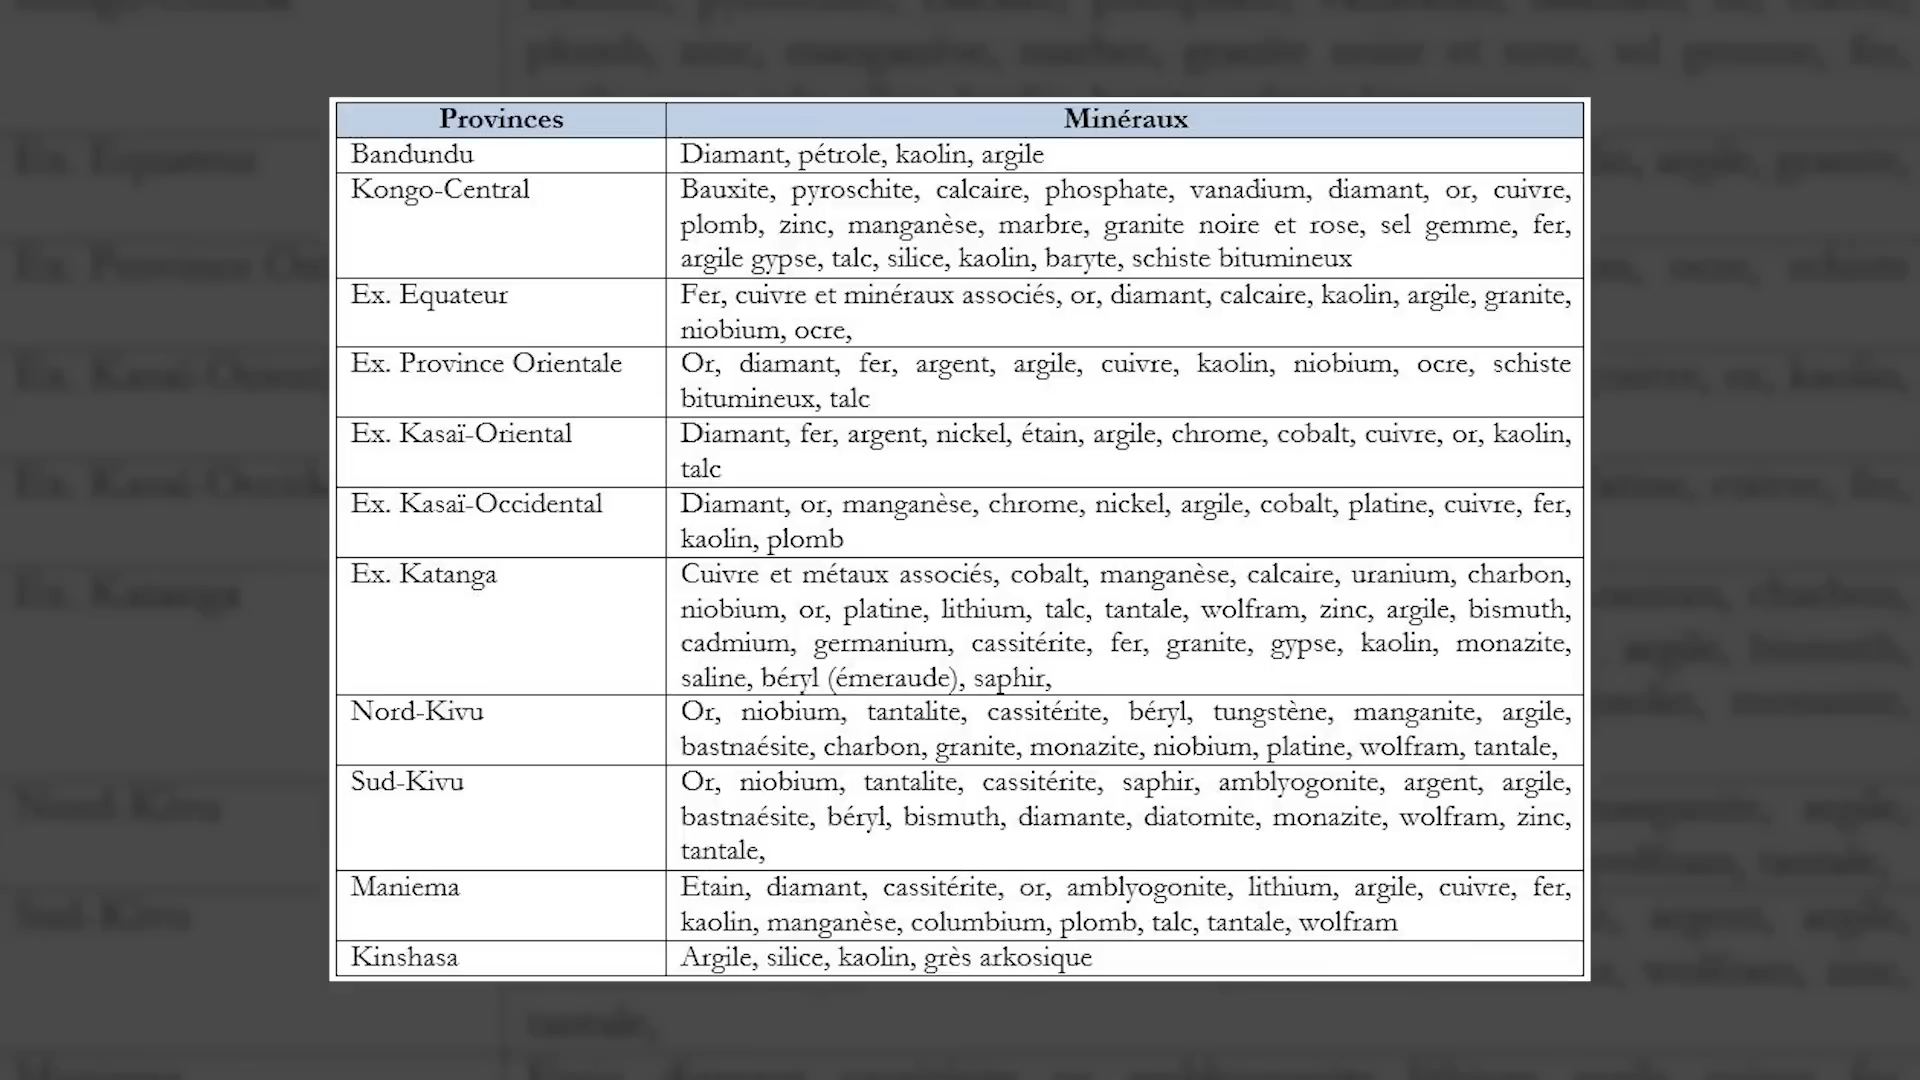 Provinces
Minéraux
Bandundu
Diamant, pétrole, kaolin, argile
Kongo-Central
Bauxite, pyroschite, calcaire, phosphate, vanadium, diamant, or, cuivre,
plomb, zinc, manganèse, marbre, granite noire et rose, sel gemme, fer,
argile gypse, talc, silice, kaolin, baryte, schiste bitumineux
Ex. Equateur
Fer, cuivre et minéraux associés, or, diamant, calcaire, kaolin, argile, granite,
niobium, ocre,
Ex. Province Orientale
Or, diamant, fer, argent, argile, cuivre, kaolin, niobium, ocre, schiste
bitumineux, talc
Ex. Kasaï-Oriental
Diamant, fer, argent, nickel, étain, argile, chrome, cobalt, cuivre, or, kaolin,
talc
Ex. Kasaï-Occidental
Diamant, or, manganèse, chrome, nickel, argile, cobalt, platine, cuivre, fer,
kaolin, plomb
Ex. Katanga
Cuivre et métaux associés, cobalt, manganèse, calcaire, uranium, charbon,
niobium, or, platine, lithium, talc, tantale, wolfram, zinc, argile, bismuth,
cadmium, germanium, cassitérite, fer, granite, gypse, kaolin, monazite,
saline, béryl (émeraude), saphir,
Nord-Kivu
Or, niobium, tantalite, cassitérite, béryl, tungstène, manganite, argile,
bastnaésite, charbon, granite, monazite, niobium, platine, wolfram, tantale,
Sud-Kivu
Or, niobium, tantalite, cassitérite, saphir, amblyogonite, argent, argile,
bastnaésite, béryl, bismuth, diamante, diatomite, monazite, wolfram, zinc,
tantale,
Maniema
Etain, diamant, cassitérite, or, amblyogonite, lithium, argile, cuivre, fer,
kaolin, manganèse, columbium, plomb, talc, tantale, wolfram
Kinshasa
Argile, silice, kaolin, grès arkosique